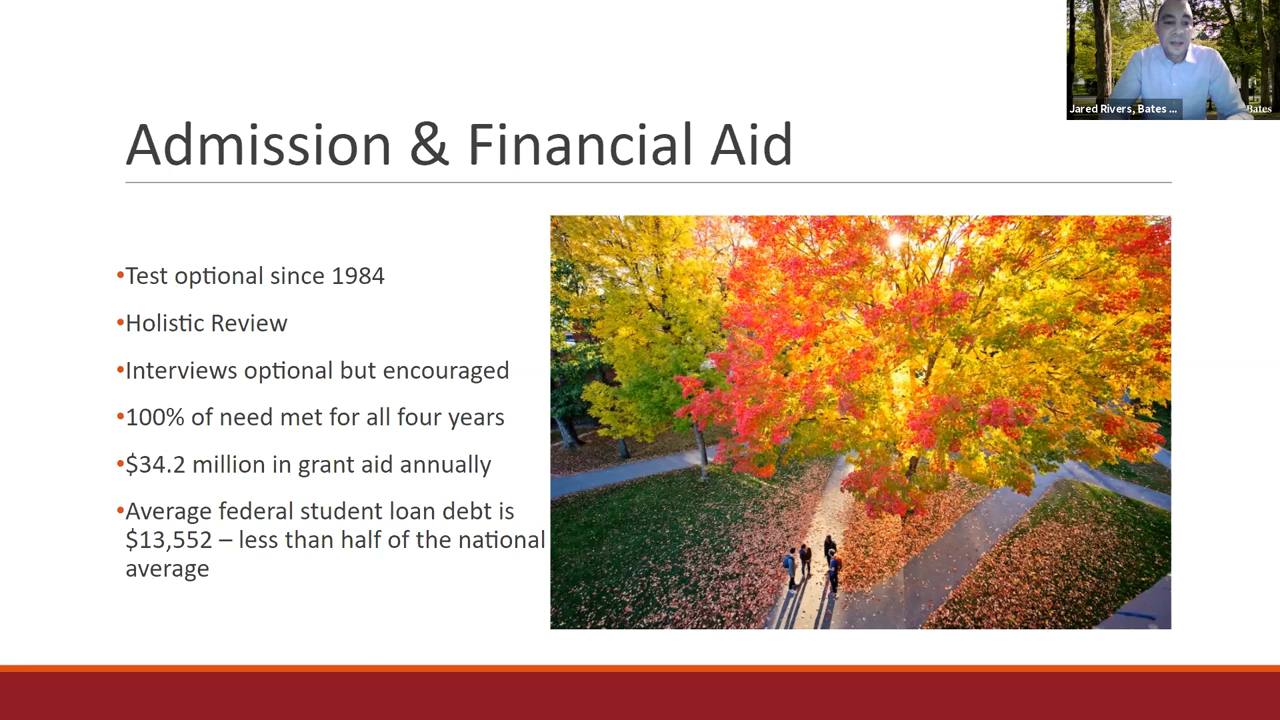 Jared Rivers, Bates ...
Bates
Admission & Financial Aid
•Test optional since 1984
•Holistic Review
•Interviews optional but encouraged
•100% of need met for all four years
•$34.2 million in grant aid annually
•Average federal student loan debt is
$13,552 – less than half of the national
average